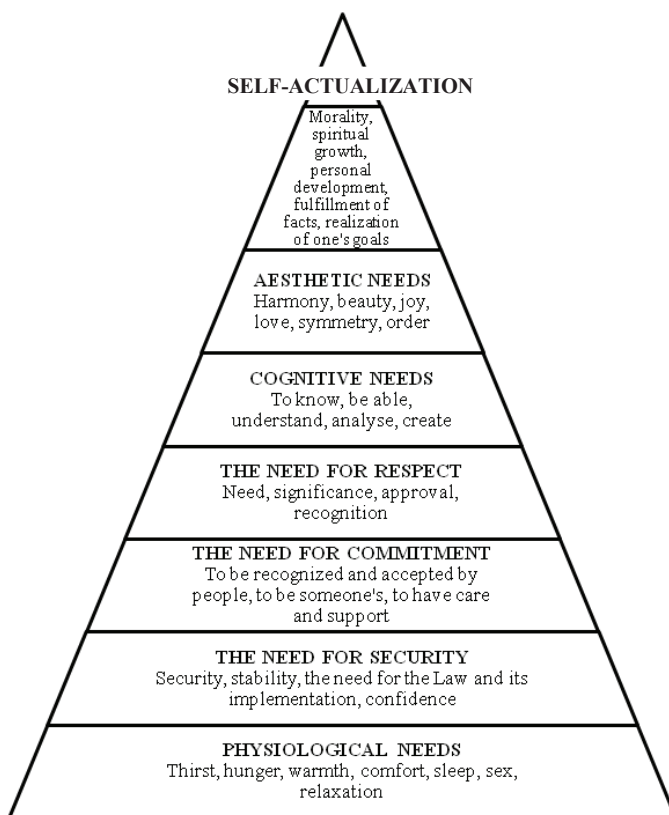 SELF-ACTUALIZATION
Morality,
spiritual
growth,
personal
development,
fulfillment of
facts, realization
of one's goals
AESTHETIC NEEDS
Harmony, beauty, joy,
love, symmetry, order
COGNITIVE NEEDS
To know, be able,
understand, analyse, create
THE NEED FOR RESPECT
Need, significance, approval,
recognition
THE NEED FOR COMMITMENT
To be recognized and accepted by
people, to be someone's, to have care
and support
THE NEED FOR SECURITY
Security, stability, the need for the Law and its
implementation, confidence
PHYSIOLOGICAL NEEDS
Thirst, hunger, warmth, comfort, sleep, sex,
relaxation